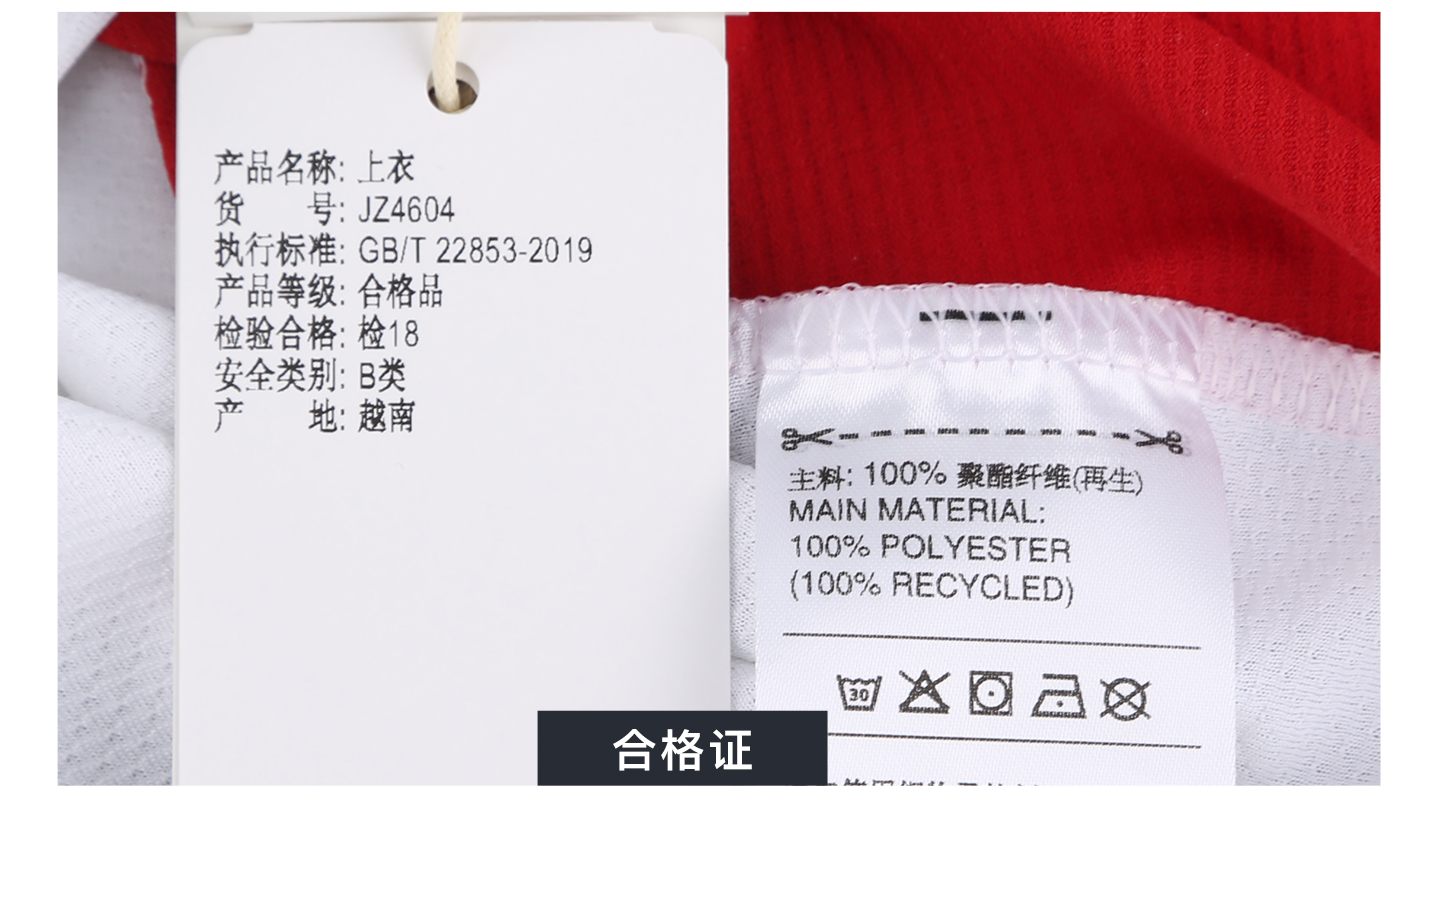 产品名称: 上衣
货 号: JZ4604
执行标准: GB/T 22853-2019
产品等级: 合格品
检验合格: 检18
安全类别: B类
产 地: 越南
主料: 100% 聚酯纤维(再生)
MAIN MATERIAL:
100% POLYESTER
(100% RECYCLED)
30
合格证